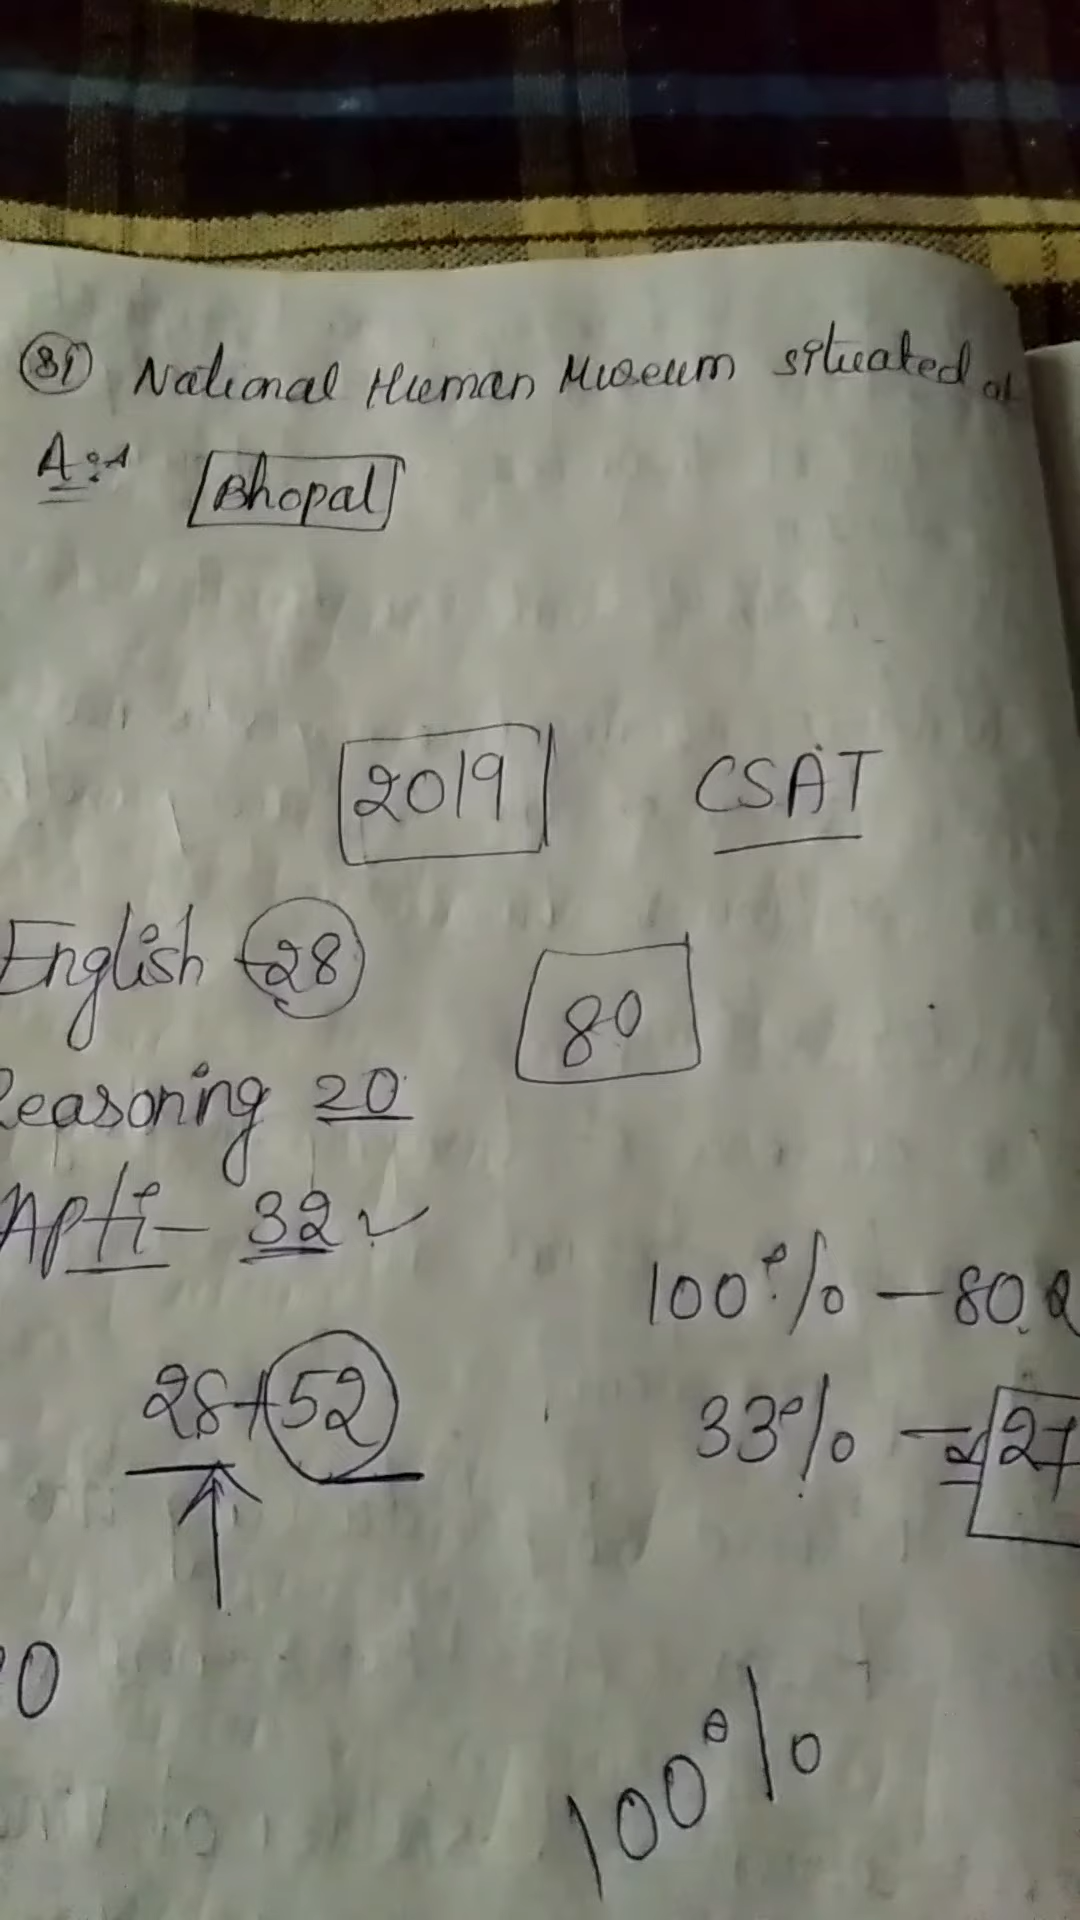 81 National Human Museum situated at
A:-
Bhopal
2019 CSAT
English - 28
80
Reasoning 20
Apti - 32 ✓
100% - 80 Q
28+52
33% - 27
0
100%